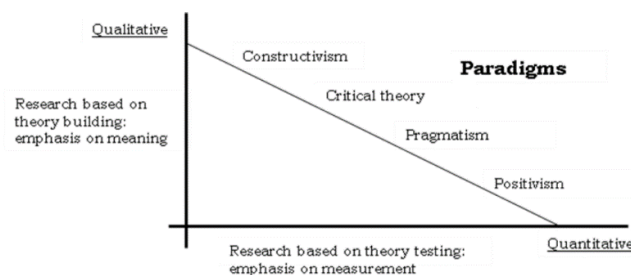 Qualitative
Constructivism
Paradigms
Critical theory
Research based on
theory building:
emphasis on meaning
Pragmatism
Positivism
Quantitative
Research based on theory testing:
emphasis on measurement